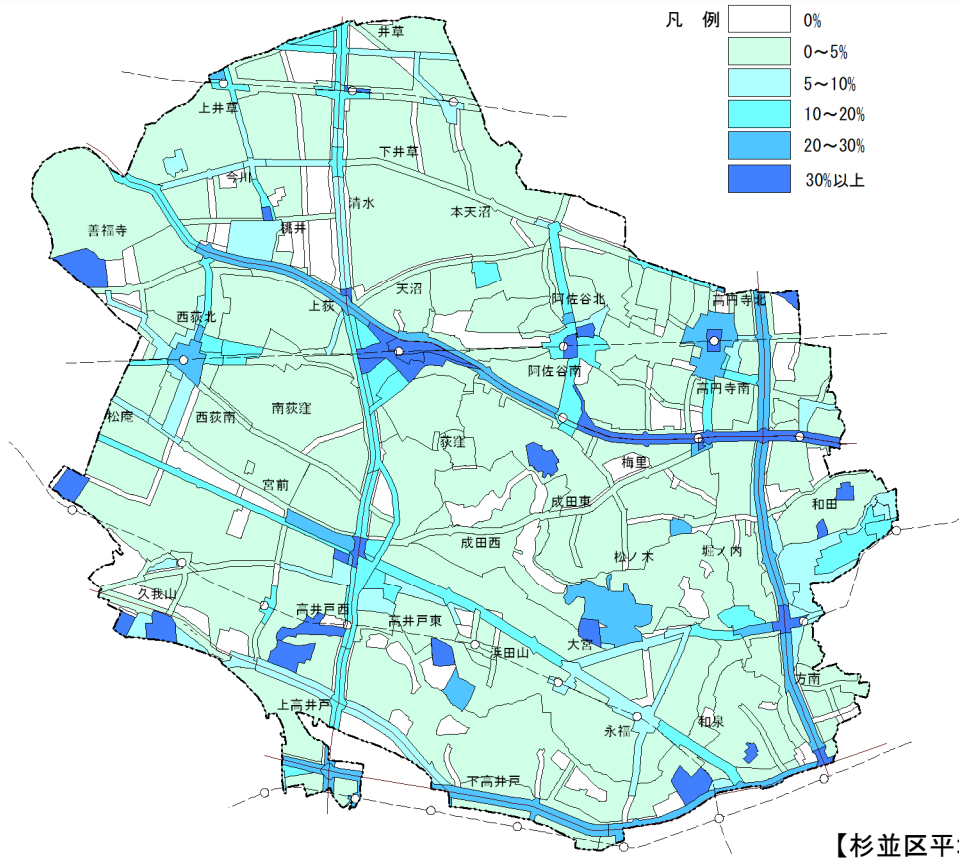 凡 例
0%
0～5%
5～10%
10～20%
20～30%
30%以上
井草
上井草
下井草
今川
清水
本天沼
善福寺
桃井
天沼
上荻
阿佐谷北
高円寺北
西荻北
阿佐谷南
高円寺南
松庵
西荻南
南荻窪
荻窪
梅里
宮前
成田東
和田
成田西
松ノ木
堀ノ内
久我山
高井戸西
高井戸東
大宮
浜田山
方南
上高井戸
永福
和泉
下高井戸
【杉並区平